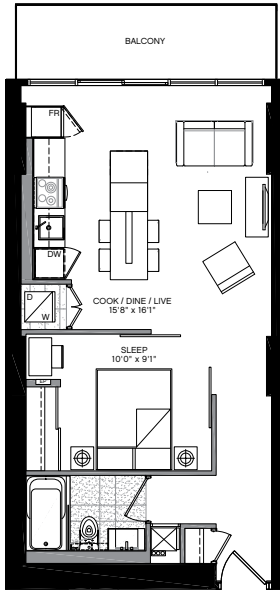 BALCONY
FR
DW
D
W
COOK / DINE / LIVE
15'8" x 16'1"
SLEEP
10'0" x 9'1"